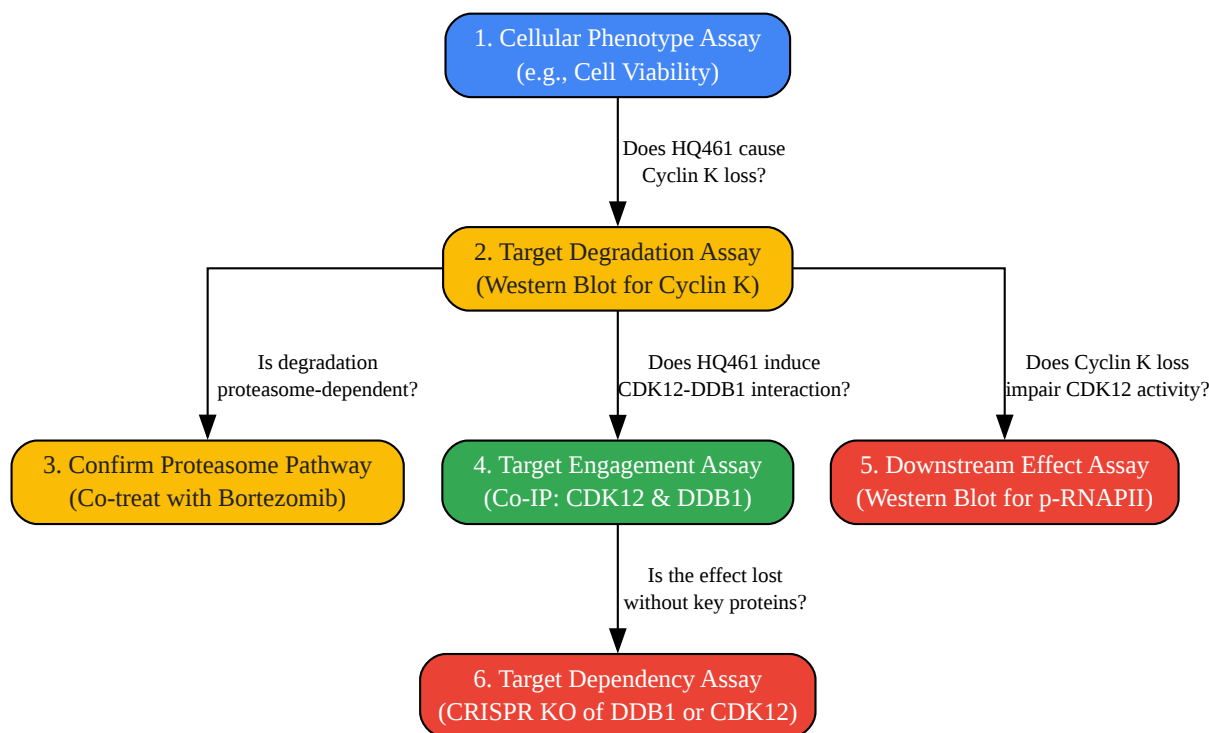 1. Cellular Phenotype Assay
(e.g., Cell Viability)
Does HQ461 cause
Cyclin K loss?
2. Target Degradation Assay
(Western Blot for Cyclin K)
Is degradation
proteasome-dependent?
Does HQ461 induce
CDK12-DDB1 interaction?
Does Cyclin K loss
impair CDK12 activity?
3. Confirm Proteasome Pathway
(Co-treat with Bortezomib)
4. Target Engagement Assay
(Co-IP: CDK12 & DDB1)
5. Downstream Effect Assay
(Western Blot for p-RNAPII)
Is the effect lost
without key proteins?
6. Target Dependency Assay
(CRISPR KO of DDB1 or CDK12)